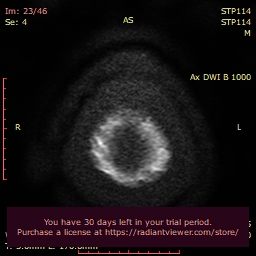 Im: 23/46
Se: 4
AS
STP114
STP114
M
Ax DWI B 1000
R
L
You have 30 days left in your trial period.
Purchase a license at https://radiantviewer.com/store/